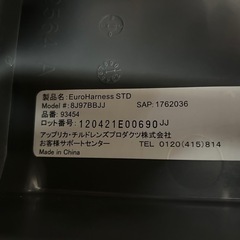 製品名: EuroHarness STD
Model #: 8J97BBJJ SAP: 1762036
品番: 93454
ロット番号: 120421E00690JJ
アップリカ・チルドレンズプロダクツ株式会社
お客様サポートセンター TEL 0120(415)814
Made in China